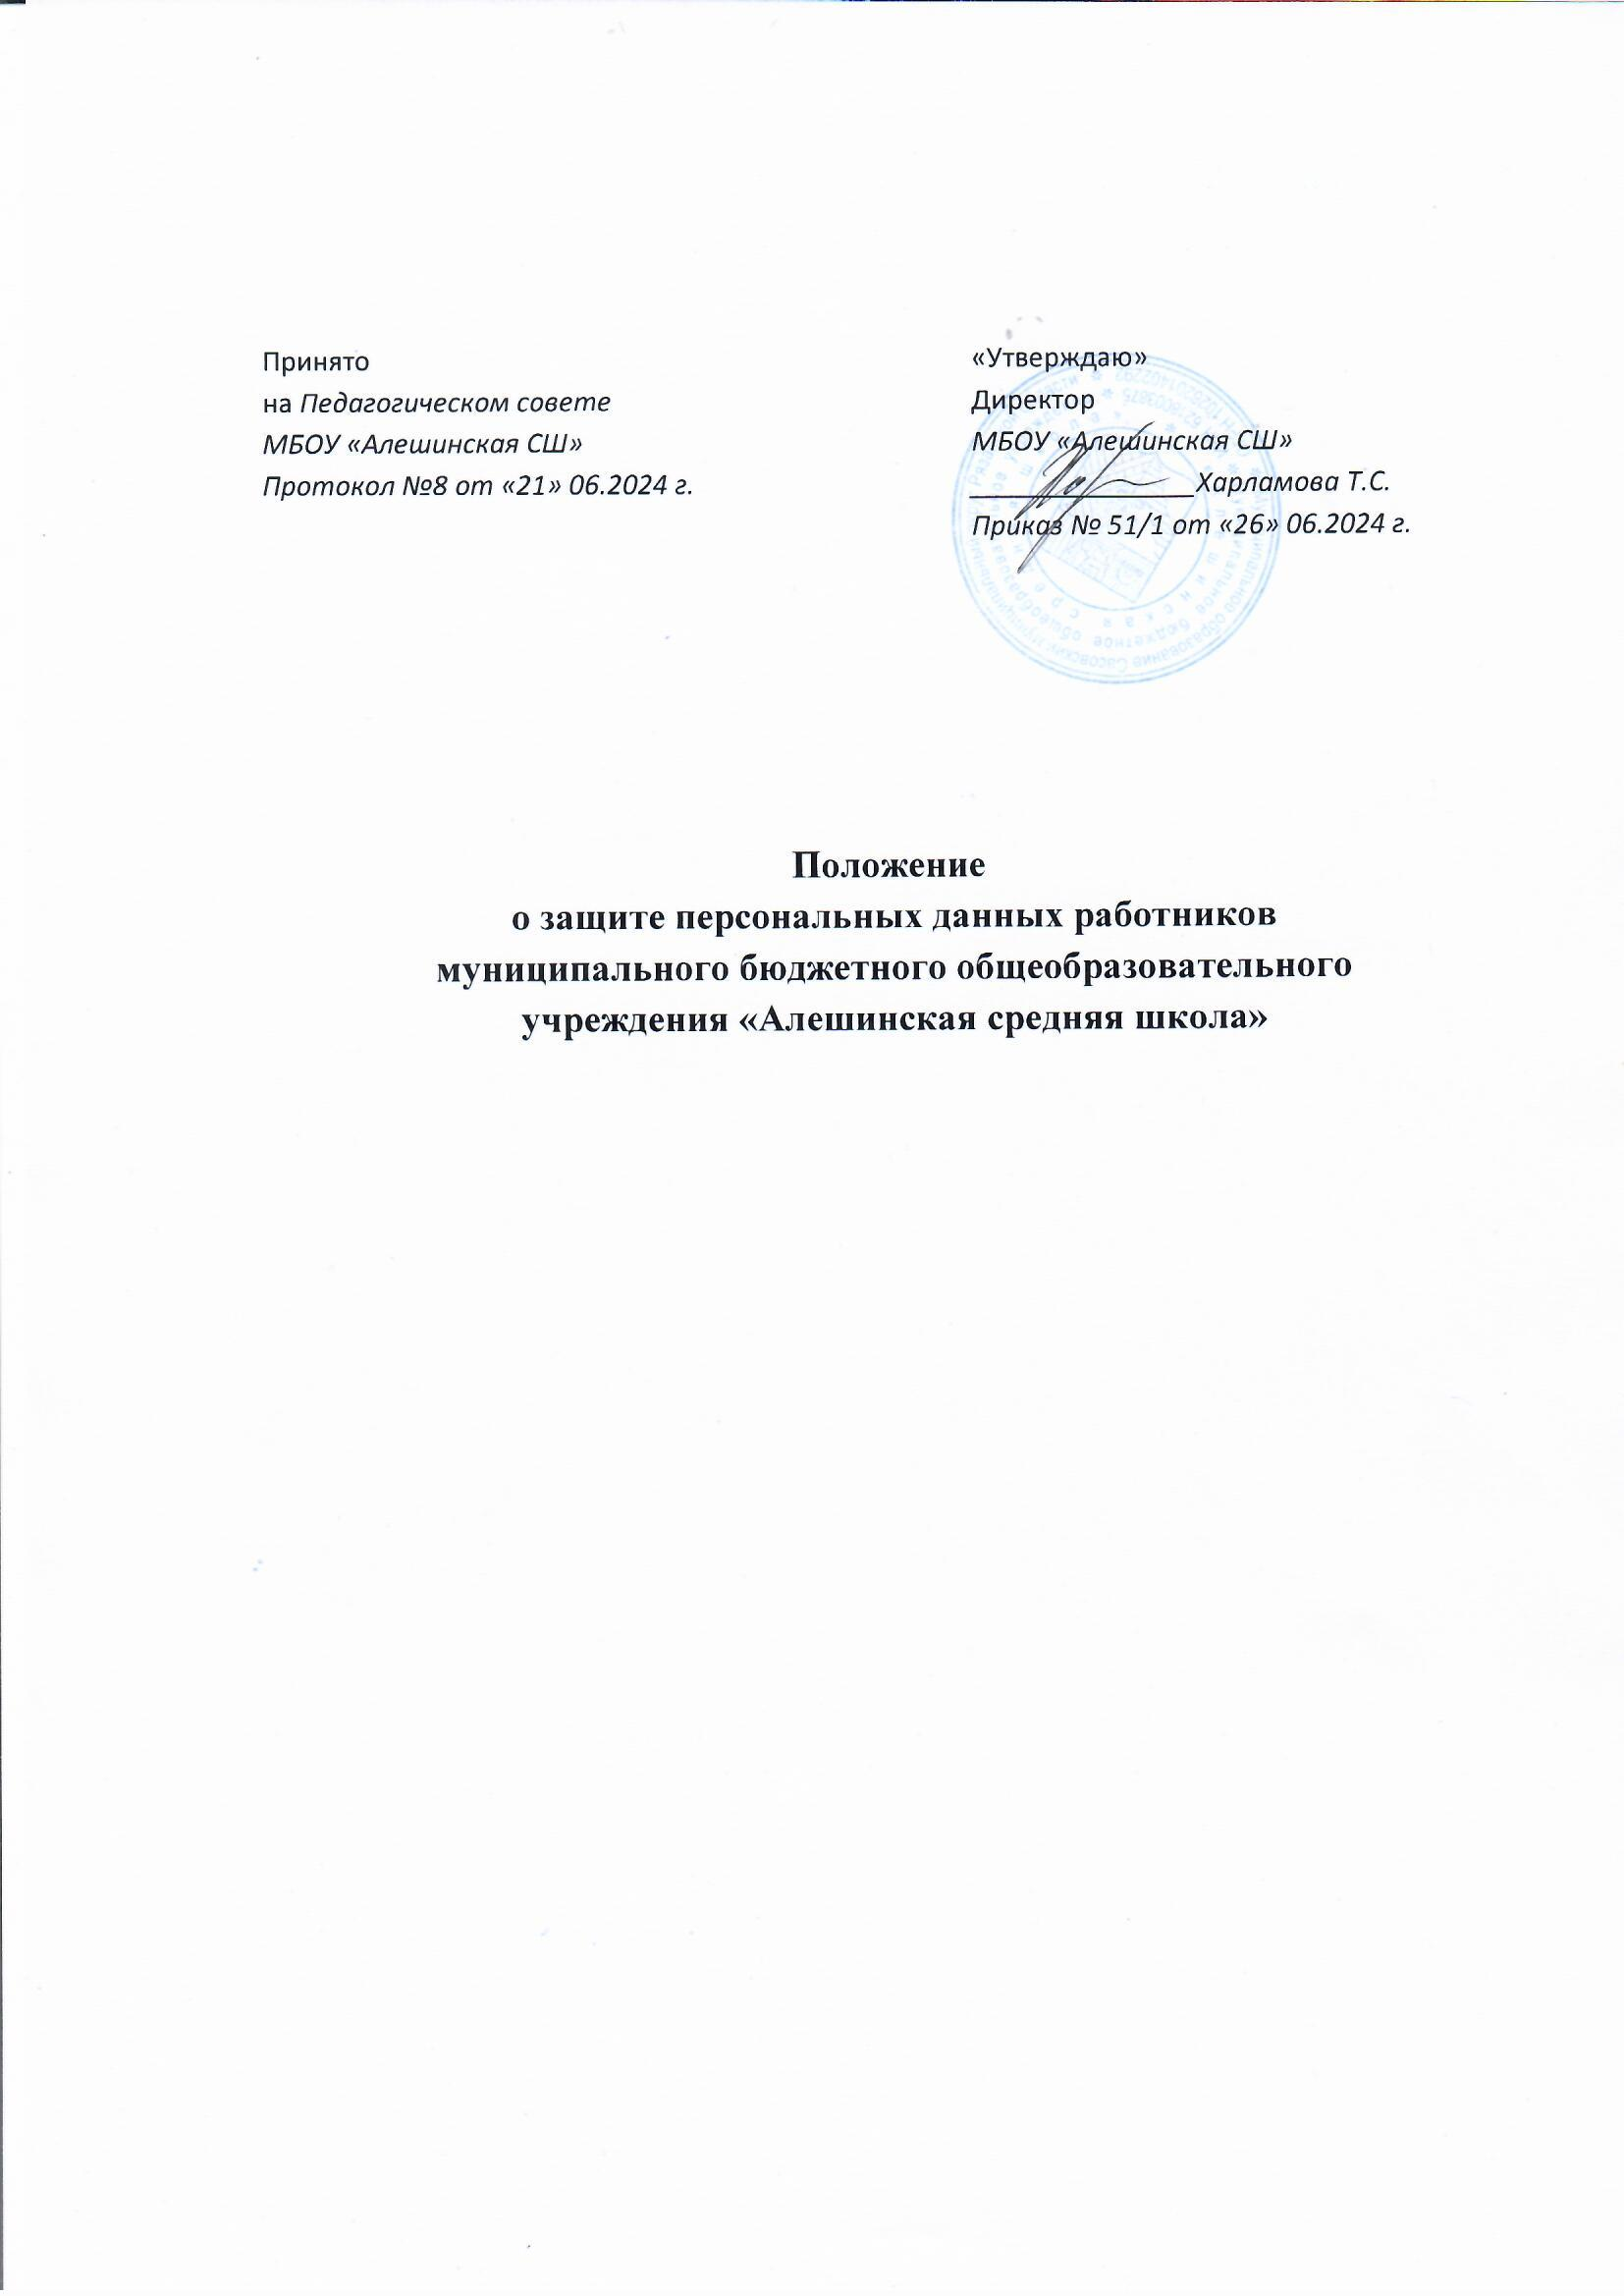 Принято
на Педагогическом совете
МБОУ «Алешинская СШ»
Протокол №8 от «21» 06.2024 г.
«Утверждаю»
Директор
МБОУ «Алешинская СШ»
Харламова Т.С.
Приказ № 51/1 от «26» 06.2024 г.
Положение
о защите персональных данных работников
муниципального бюджетного общеобразовательного
учреждения «Алешинская средняя школа»